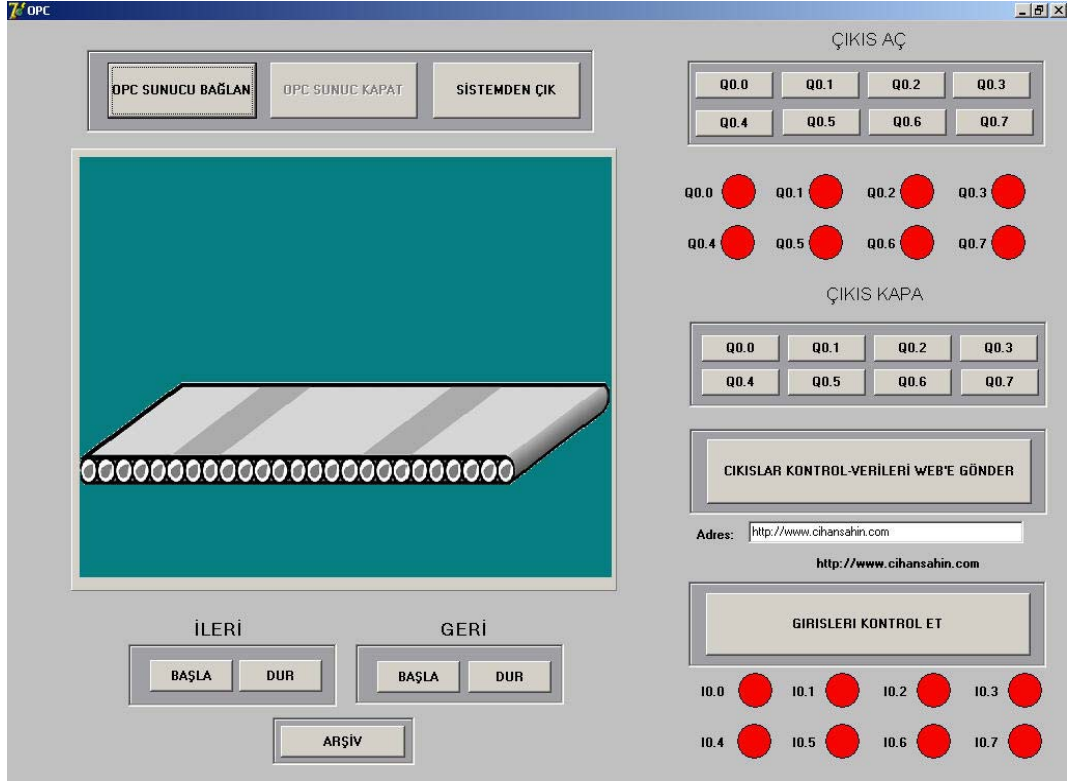 OPC
OPC SUNUCU BAĞLAN OPC SUNUC KAPAT SİSTEMDEN ÇIK
ÇIKIS AÇ
Q0.0 Q0.1 Q0.2 Q0.3
Q0.4 Q0.5 Q0.6 Q0.7
Q0.0 Q0.1 Q0.2 Q0.3
Q0.4 Q0.5 Q0.6 Q0.7
ÇIKIS KAPA
Q0.0 Q0.1 Q0.2 Q0.3
Q0.4 Q0.5 Q0.6 Q0.7
CIKISLAR KONTROL-VERİLERİ WEB'E GÖNDER
Adres: http://www.cihansahin.com
http://www.cihansahin.com
GIRISLERI KONTROL ET
I0.0 I0.1 I0.2 I0.3
I0.4 I0.5 I0.6 I0.7
İLERİ GERİ
BAŞLA DUR BAŞLA DUR
ARŞİV